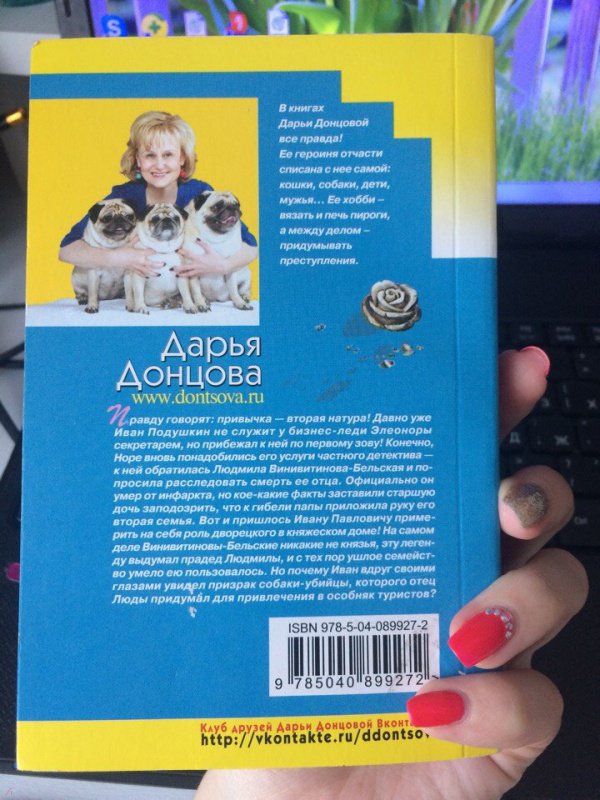 В книгах
Дарьи Донцовой
все правда!
Ее героиня отчасти
списана с нее самой:
кошки, собаки, дети,
мужья... Ее хобби –
вязать и печь пироги,
а между делом –
придумывать
преступления.
Дарья
Донцова
www.dontsova.ru
Правду говорят: привычка — вторая натура! Давно уже
Иван Подушкин не служит у бизнес-леди Элеоноры
секретарем, но прибежал к ней по первому зову! Конечно,
Норе вновь понадобились его услуги частного детектива —
к ней обратилась Людмила Винивитинова-Бельская и по-
просила расследовать смерть ее отца. Официально он
умер от инфаркта, но кое-какие факты заставили старшую
дочь заподозрить, что к гибели папы приложила руку его
вторая семья. Вот и пришлось Ивану Павловичу приме-
рить на себя роль дворецкого в княжеском доме! На самом
деле Винивитиновы-Бельские никакие не князья, эту леген-
ду выдумал прадед Людмилы, и с тех пор ушлое семейст-
во умело ею пользовалось. Но почему Иван вдруг своими
глазами увидел призрак собаки-убийцы, которого отец
Люды придумал для привлечения в особняк туристов?
ISBN 978-5-04-089927-2
9 785040 899272 >
Клуб друзей Дарьи Донцовой Вконта
http://vkontakte.ru/ddontsov